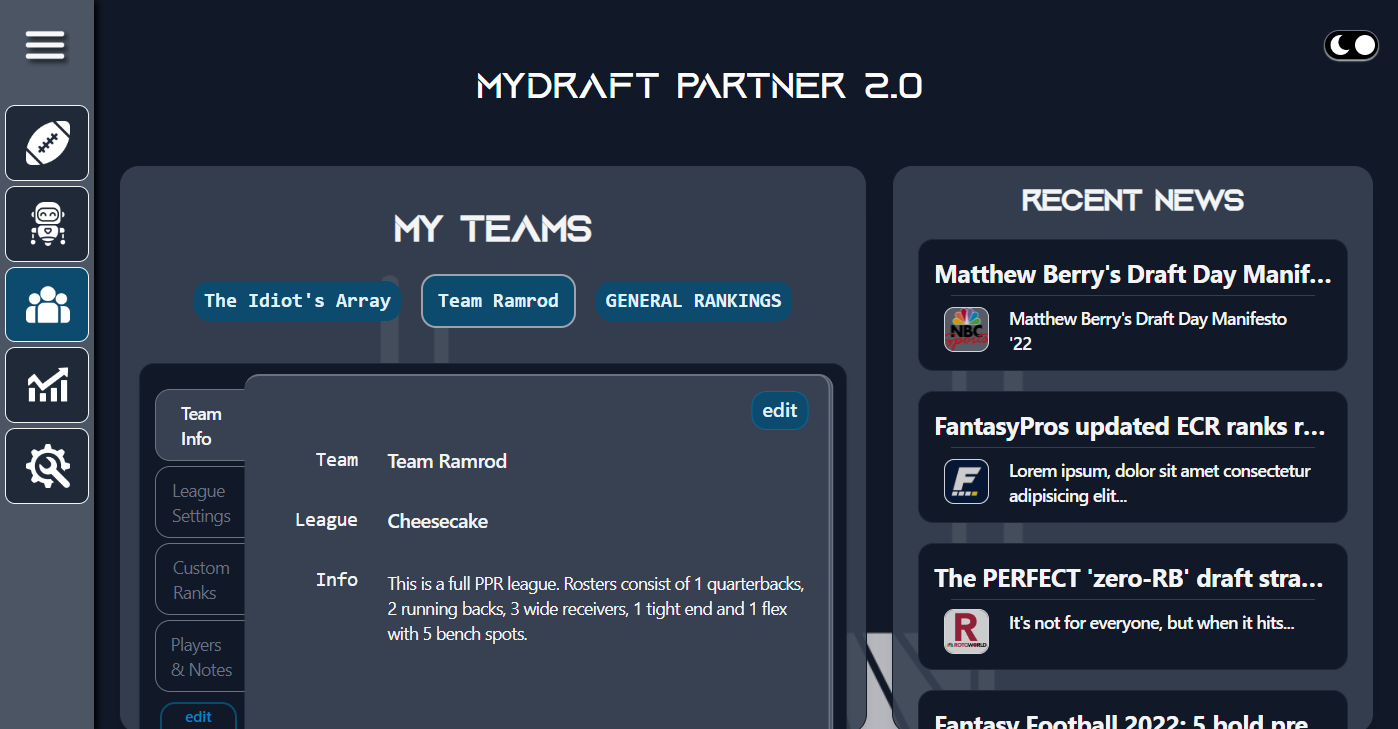 MYDRAFT PARTNER 2.0
MY TEAMS
The Idiot's Array
Team Ramrod
GENERAL RANKINGS
Team
Info
League
Settings
Custom
Ranks
Players
& Notes
edit
edit
Team
Team Ramrod
League
Cheesecake
Info
This is a full PPR league. Rosters consist of 1 quarterbacks,
2 running backs, 3 wide receivers, 1 tight end and 1 flex
with 5 bench spots.
RECENT NEWS
Matthew Berry's Draft Day Manif...
NBC
sports
Matthew Berry's Draft Day Manifesto
'22
FantasyPros updated ECR ranks r...
F
Lorem ipsum, dolor sit amet consectetur
adipisicing elit...
The PERFECT 'zero-RB' draft stra...
R
ROTOWORLD
It's not for everyone, but when it hits...
Fantasy Football 2022: 5 bold pre